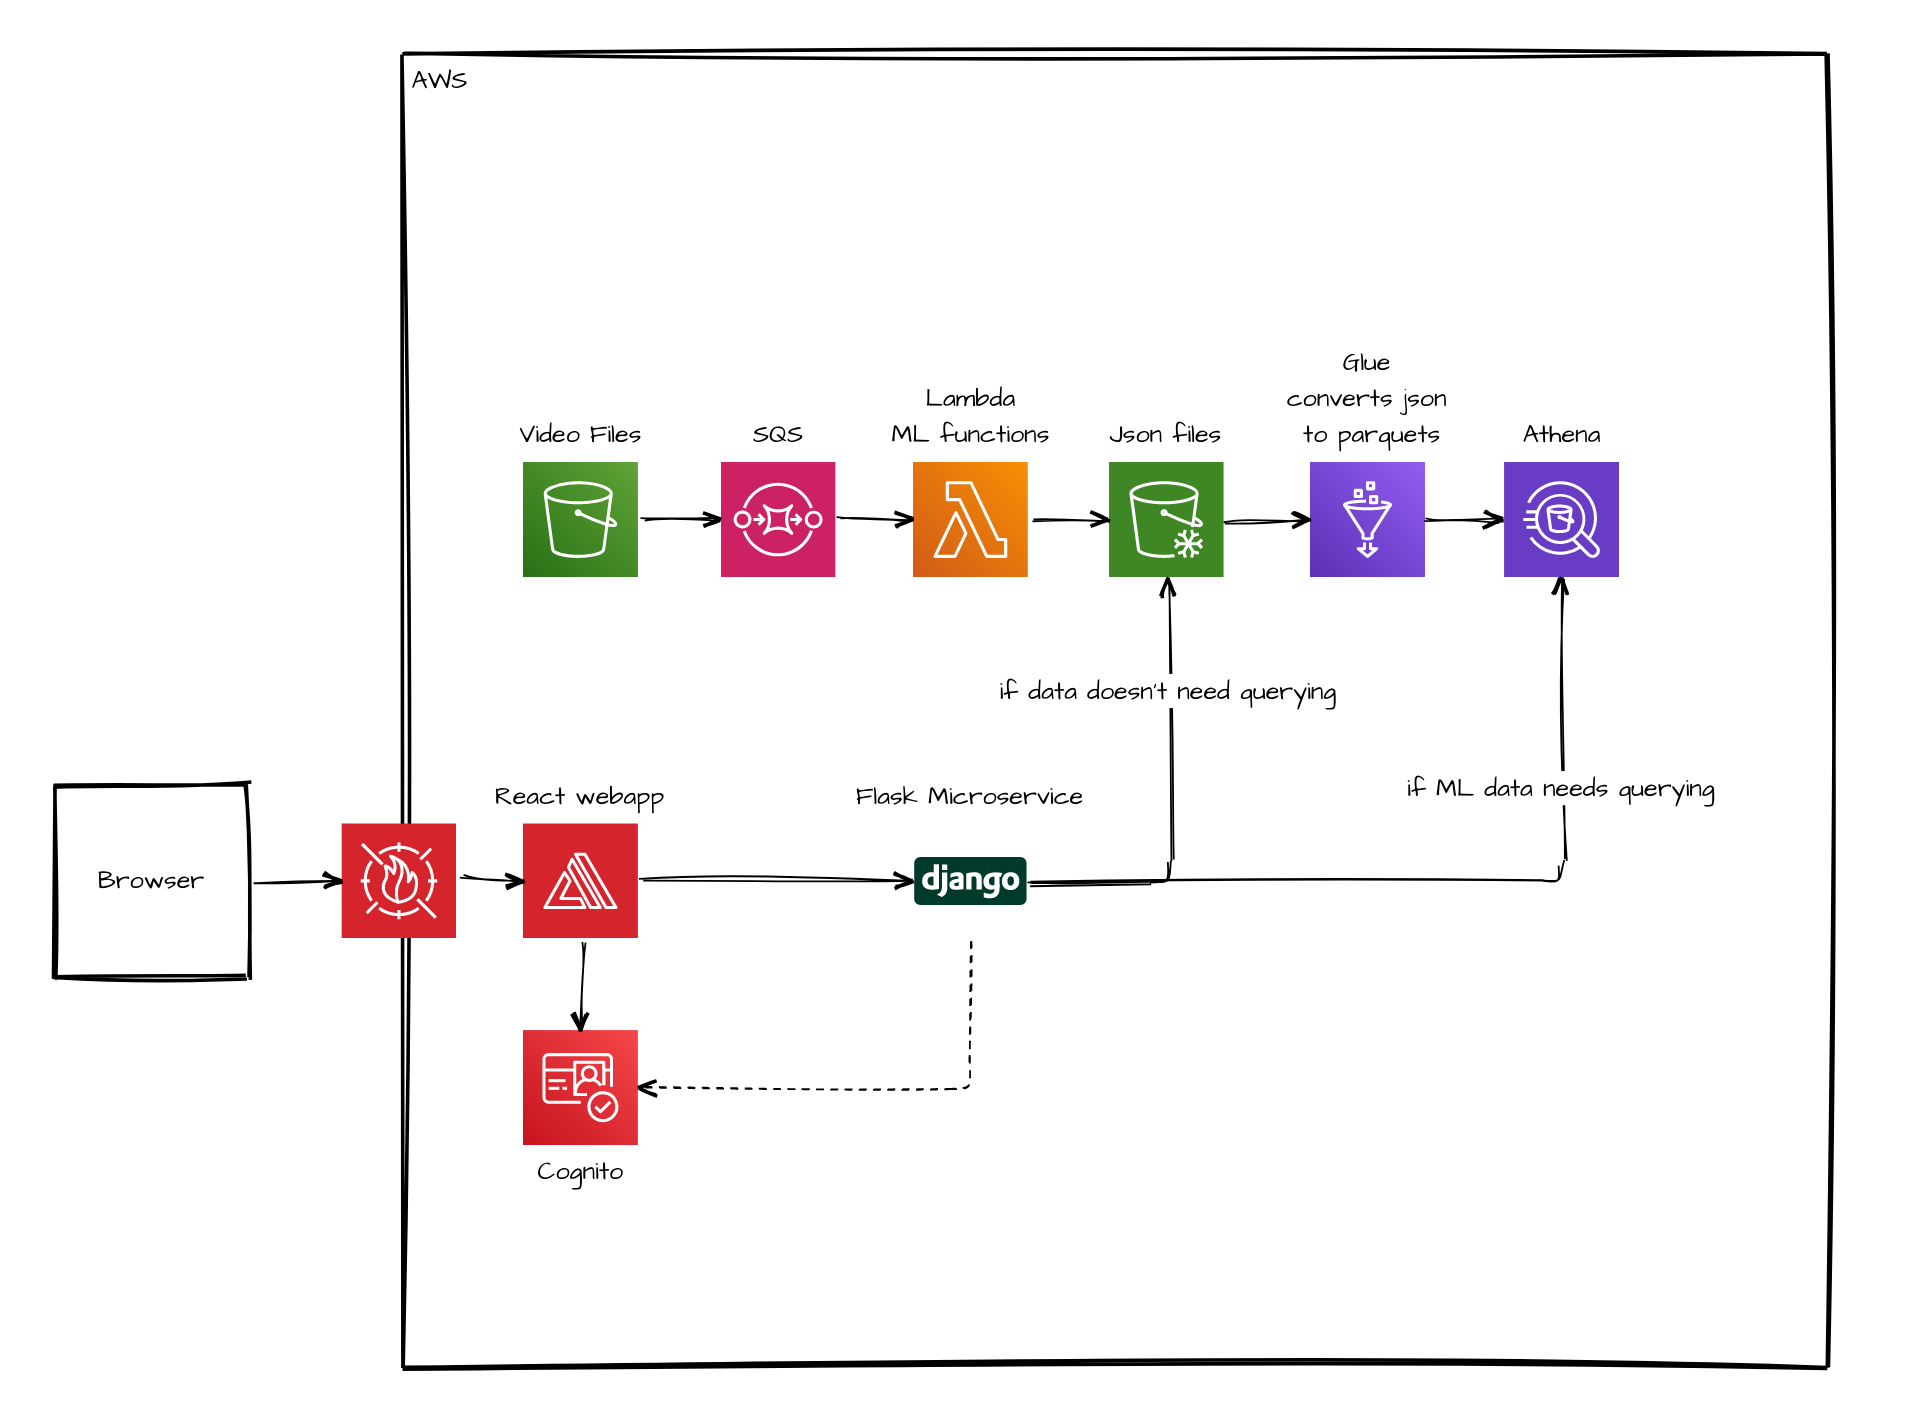 AWS
Glue
converts json
to parquets
Lambda
ML functions
Video Files
SQS
Json files
Athena
if data doesn't need querying
if ML data needs querying
React webapp
Flask Microservice
Browser
django
Cognito